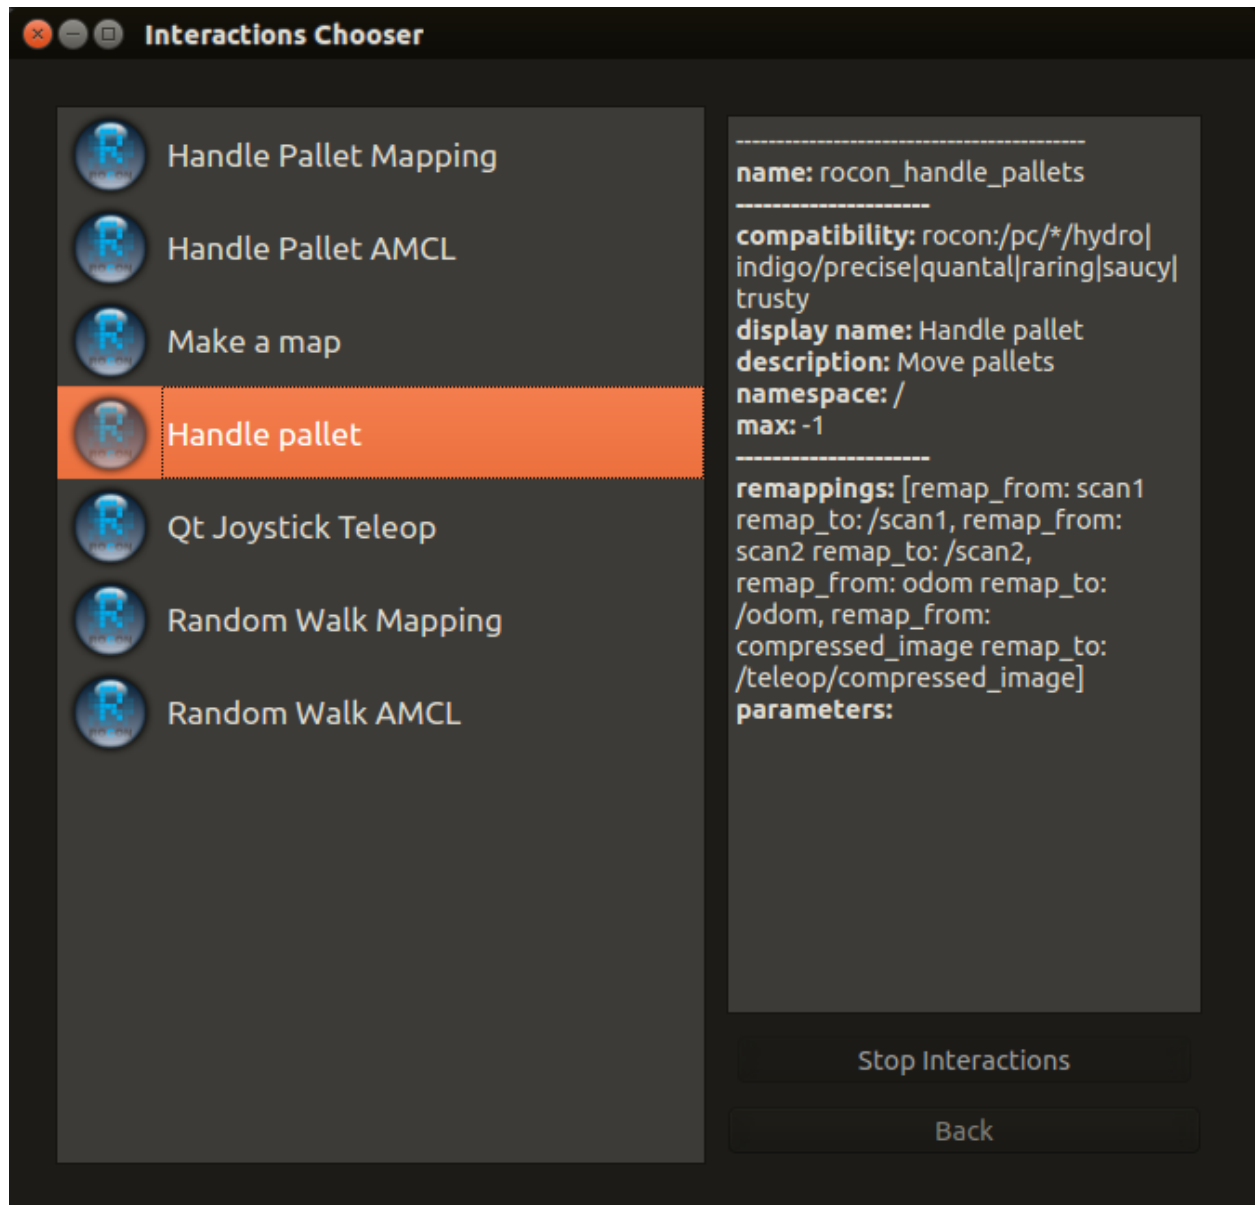 Interactions Chooser
Handle Pallet Mapping
Handle Pallet AMCL
Make a map
Handle pallet
Qt Joystick Teleop
Random Walk Mapping
Random Walk AMCL
-------------------------------------------
name: rocon_handle_pallets
---------------------
compatibility: rocon:/pc/*/hydro|
indigo/precise|quantal|raring|saucy|
trusty
display name: Handle pallet
description: Move pallets
namespace: /
max: -1
---------------------
remappings: [remap_from: scan1
remap_to: /scan1, remap_from:
scan2 remap_to: /scan2,
remap_from: odom remap_to:
/odom, remap_from:
compressed_image remap_to:
/teleop/compressed_image]
parameters:
Stop Interactions
Back